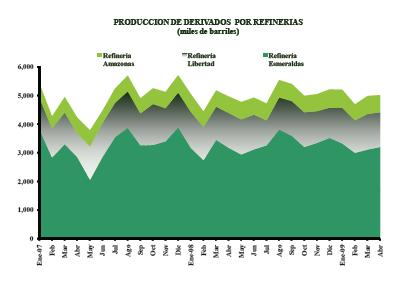 PRODUCCION DE DERIVADOS POR REFINERIAS
(miles de barriles)
Refinería Amazonas
Refinería Libertad
Refinería Esmeraldas
6,000
5,000
4,000
3,000
2,000
1,000
0
Ene-07
Feb
Mar
Abr
May
Jun
Jul
Ago
Sep
Oct
Nov
Dic
Ene-08
Feb
Mar
Abr
May
Jun
Jul
Ago
Sep
Oct
Nov
Dic
Ene-09
Feb
Mar
Abr